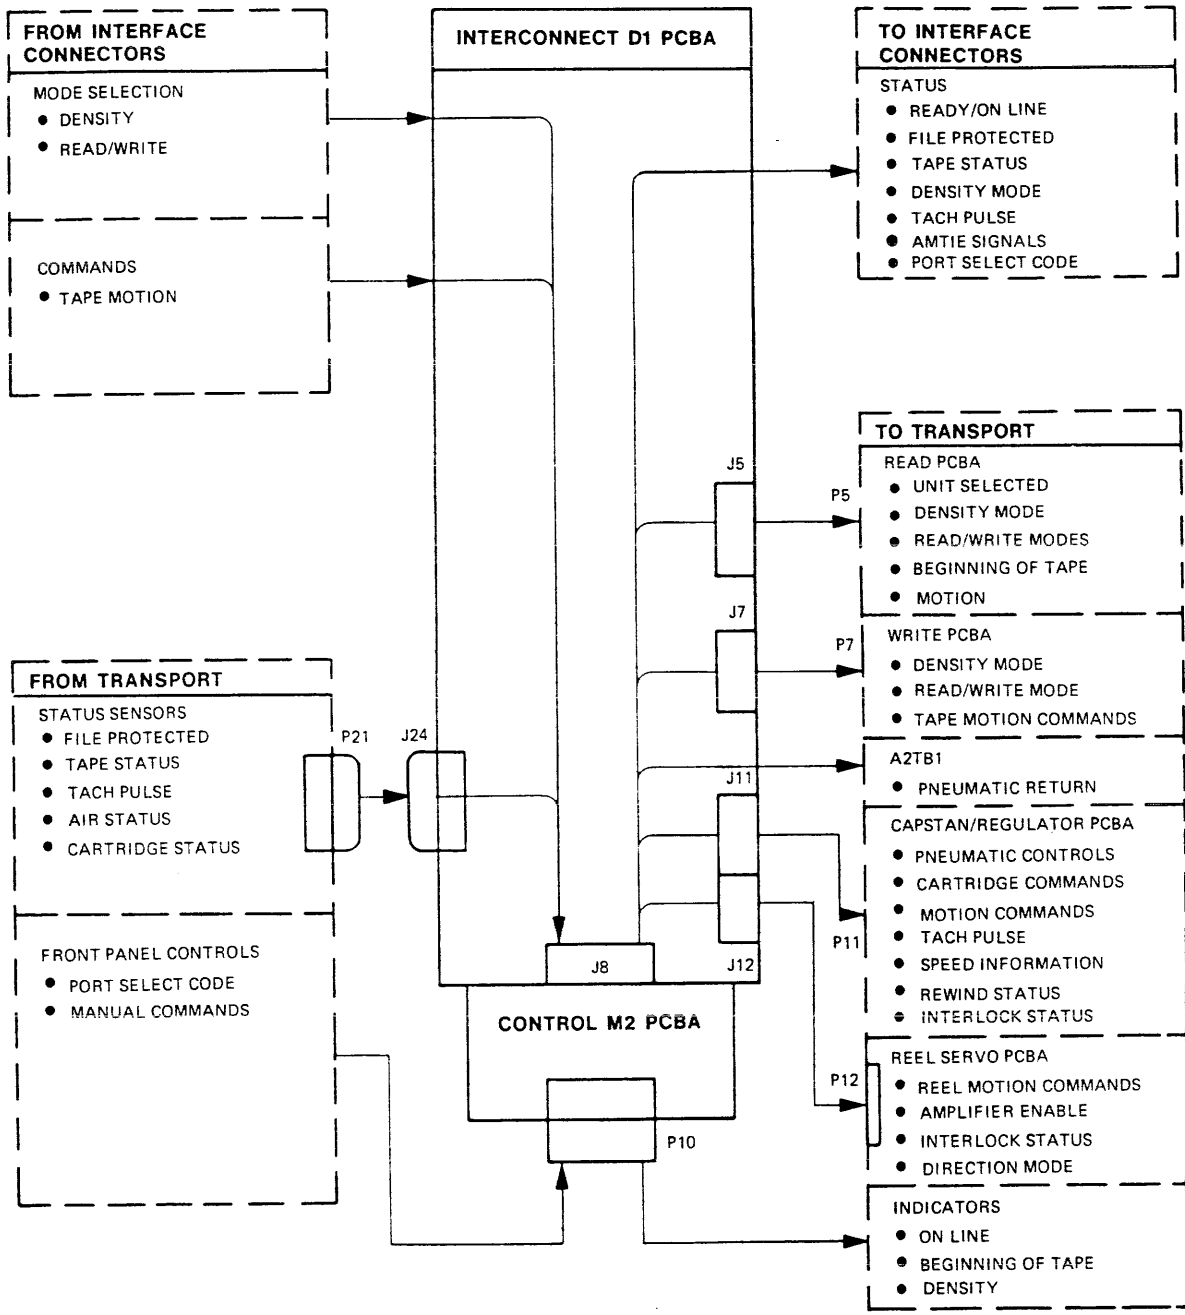 FROM INTERFACE
CONNECTORS
MODE SELECTION
● DENSITY
● READ/WRITE
COMMANDS
● TAPE MOTION
INTERCONNECT D1 PCBA
TO INTERFACE
CONNECTORS
STATUS
● READY/ON LINE
● FILE PROTECTED
● TAPE STATUS
● DENSITY MODE
● TACH PULSE
● AMTIE SIGNALS
● PORT SELECT CODE
TO TRANSPORT
READ PCBA
● UNIT SELECTED
● DENSITY MODE
● READ/WRITE MODES
● BEGINNING OF TAPE
● MOTION
J5
P5
WRITE PCBA
● DENSITY MODE
● READ/WRITE MODE
● TAPE MOTION COMMANDS
J7
P7
A2TB1
● PNEUMATIC RETURN
J11
CAPSTAN/REGULATOR PCBA
● PNEUMATIC CONTROLS
● CARTRIDGE COMMANDS
● MOTION COMMANDS
● TACH PULSE
● SPEED INFORMATION
● REWIND STATUS
● INTERLOCK STATUS
P11
FROM TRANSPORT
STATUS SENSORS
● FILE PROTECTED
● TAPE STATUS
● TACH PULSE
● AIR STATUS
● CARTRIDGE STATUS
P21
J24
FRONT PANEL CONTROLS
● PORT SELECT CODE
● MANUAL COMMANDS
J8
J12
CONTROL M2 PCBA
P10
REEL SERVO PCBA
● REEL MOTION COMMANDS
● AMPLIFIER ENABLE
● INTERLOCK STATUS
● DIRECTION MODE
P12
INDICATORS
● ON LINE
● BEGINNING OF TAPE
● DENSITY